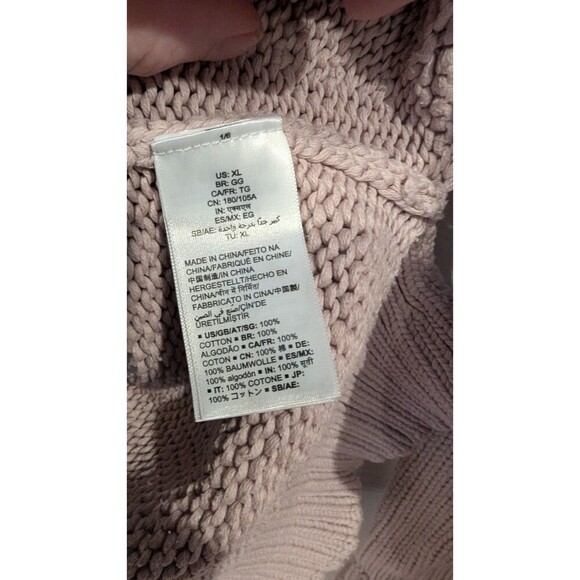 1/6
US: XL
BR: GG
CA/FR: TG
CN: 180/105A
IN: एक्सएल
ES/MX: EG
SB/AE: كبير جدًا بدرجة واحدة
TU: XL
MADE IN CHINA/FEITO NA
CHINA/FABRIQUÉ EN CHINE/
中国制造/IN CHINA
HERGESTELLT/HECHO EN
CHINA/चीन में निर्मित/
FABBRICATO IN CINA/中国製/
صنع في الصين/ÇİN'DE
ÜRETİLMİŞTİR
▪ US/GB/AT/SG: 100%
COTTON ▪ BR: 100%
ALGODÃO ▪ CA/FR: 100%
COTON ▪ CN: 100% 棉 ▪ DE:
100% BAUMWOLLE ▪ ES/MX:
100% algodón ▪ IN: 100% सूती
▪ IT: 100% COTONE ▪ JP:
100% コットン ▪ SB/AE: